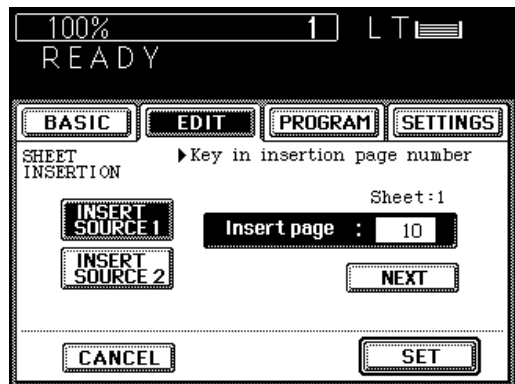 100% 1 LT
READY
BASIC EDIT PROGRAM SETTINGS
SHEET INSERTION ▶Key in insertion page number
Sheet:1
INSERT SOURCE 1 Insert page : 10
INSERT SOURCE 2 NEXT
CANCEL SET